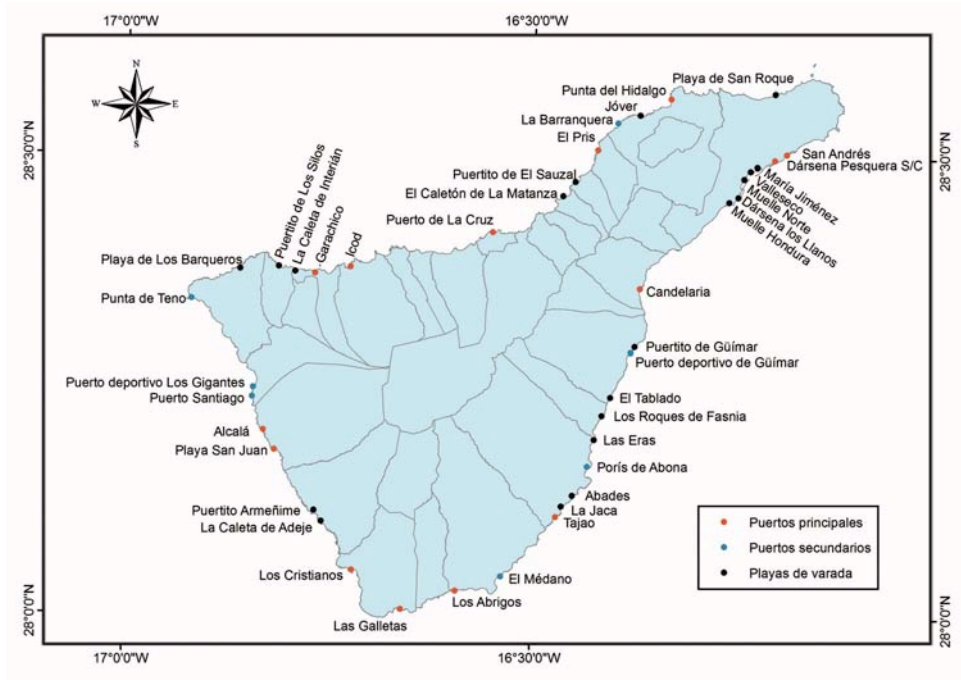 17°0'0"W
16°30'0"W
N
W
E
S
28°30'0"N
28°30'0"N
Playa de San Roque
Punta del Hidalgo
Jóver
La Barranquera
El Pris
San Andrés
Dársena Pesquera S/C
María Jiménez
Valleseco
Muelle Norte
Dársena los Llanos
Muelle Hondura
Puertito de El Sauzal
El Caletón de La Matanza
Puerto de La Cruz
Puertito de Los Silos
La Caleta de Interián
Garachico
Icod
Playa de Los Barqueros
Punta de Teno
Candelaria
Puertito de Güímar
Puerto deportivo de Güímar
Puerto deportivo Los Gigantes
Puerto Santiago
El Tablado
Los Roques de Fasnia
Alcalá
Playa San Juan
Las Eras
Porís de Abona
Abades
La Jaca
Tajao
Puertito Armeñime
La Caleta de Adeje
Los Cristianos
El Médano
Los Abrigos
Las Galletas
Puertos principales
Puertos secundarios
Playas de varada
28°0'0"N
28°0'0"N
17°0'0"W
16°30'0"W